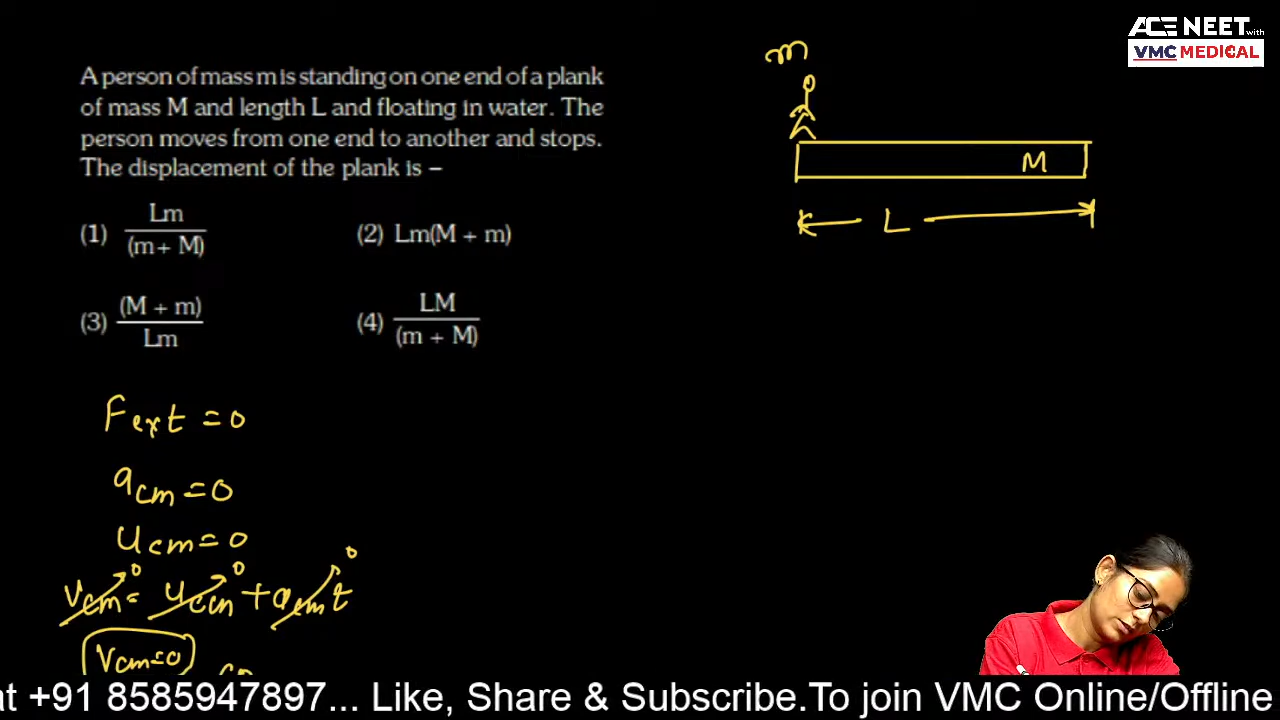 ACE NEET with
VMC MEDICAL
A person of mass m is standing on one end of a plank
of mass M and length L and floating in water. The
person moves from one end to another and stops.
The displacement of the plank is –
(1) Lm/(m+ M)
(2) Lm(M + m)
(3) (M + m)/Lm
(4) LM/(m + M)
m
M
L
Fext = 0
acm = 0
ucm = 0
vcm = 0 ucm 0 + acm t 0
Vcm = 0
at +91 8585947897... Like, Share & Subscribe.To join VMC Online/Offline